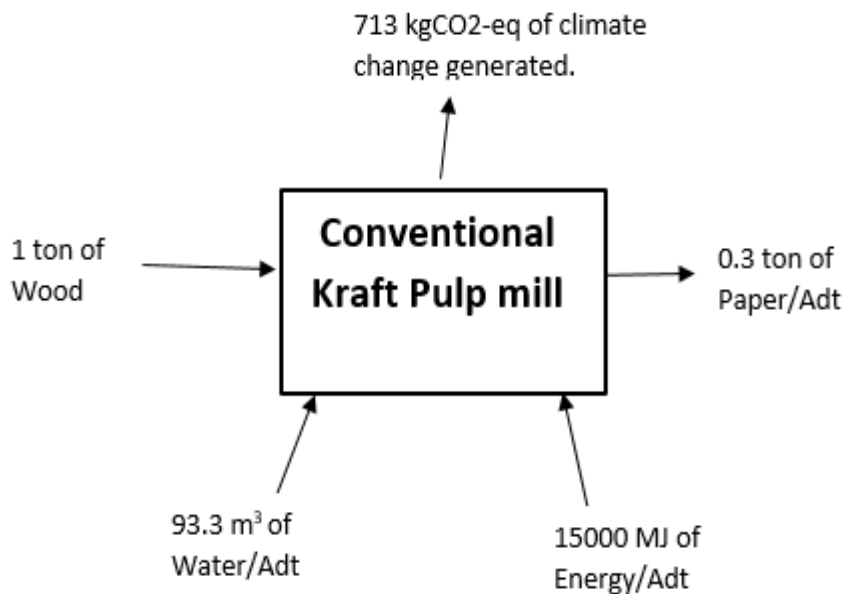 713 kgCO2-eq of climate
change generated.
Conventional
Kraft Pulp mill
1 ton of
Wood
0.3 ton of
Paper/Adt
93.3 m³ of
Water/Adt
15000 MJ of
Energy/Adt